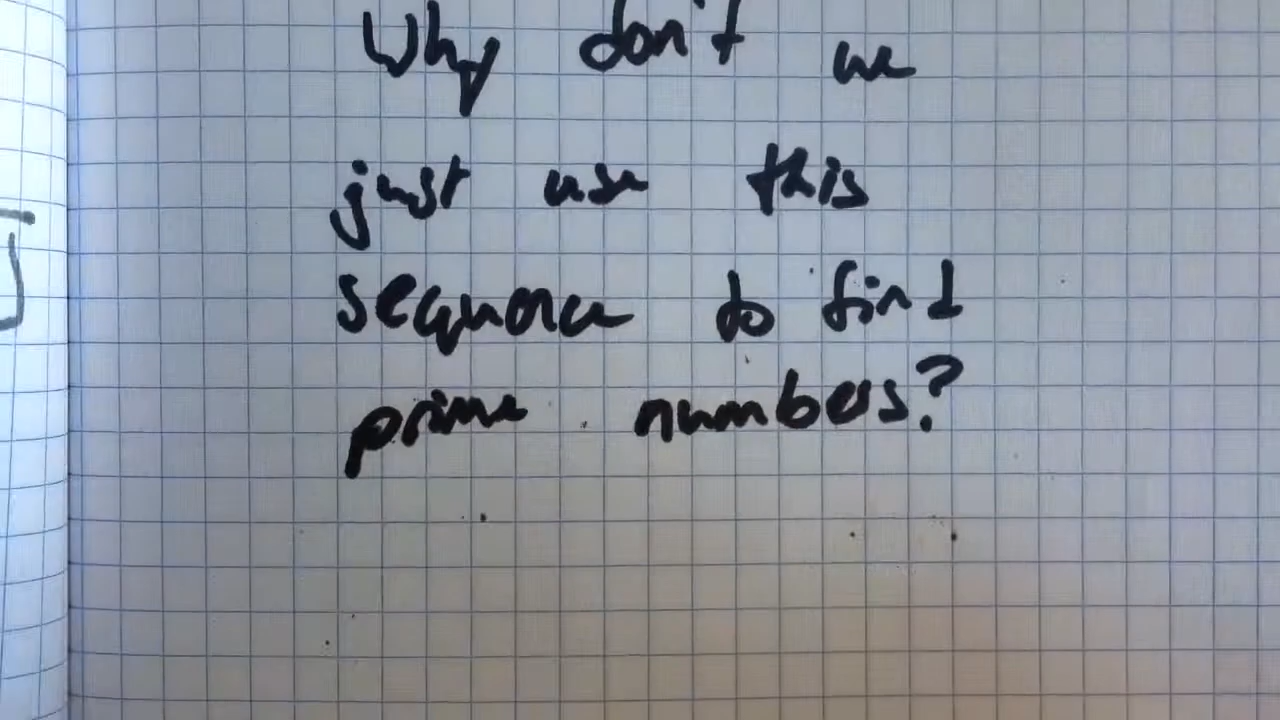 Why don't we
just use this
sequence to find
prime numbers?